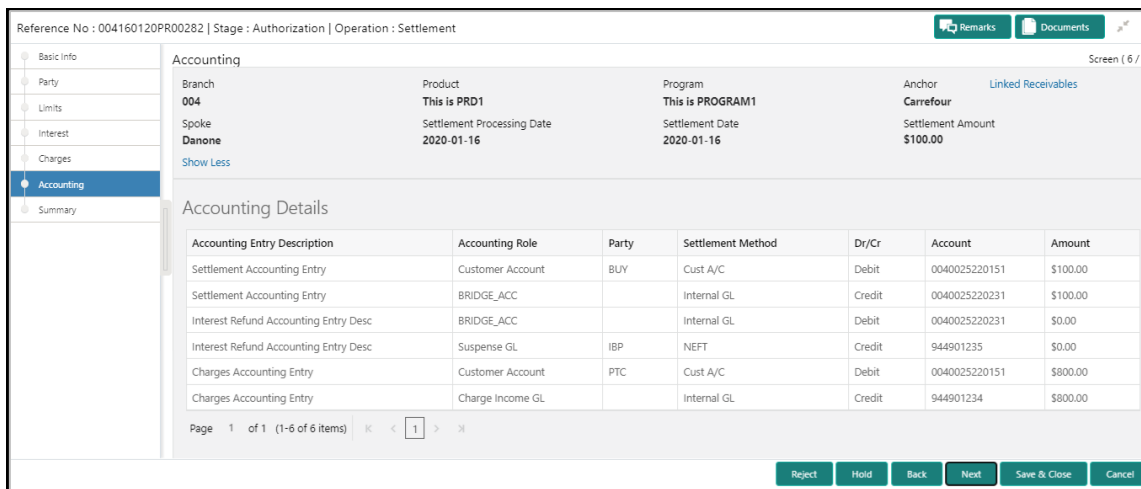 Reference No : 004160120PR00282 | Stage : Authorization | Operation : Settlement Remarks Documents
Basic Info
Party
Limits
Interest
Charges
Accounting
Summary
Accounting Screen ( 6 /
Branch Product Program Anchor Linked Receivables
004 This is PRD1 This is PROGRAM1 Carrefour
Spoke Settlement Processing Date Settlement Date Settlement Amount
Danone 2020-01-16 2020-01-16 $100.00
Show Less
Accounting Details
Accounting Entry Description Accounting Role Party Settlement Method Dr/Cr Account Amount
Settlement Accounting Entry Customer Account BUY Cust A/C Debit 0040025220151 $100.00
Settlement Accounting Entry BRIDGE_ACC Internal GL Credit 0040025220231 $100.00
Interest Refund Accounting Entry Desc BRIDGE_ACC Internal GL Debit 0040025220231 $0.00
Interest Refund Accounting Entry Desc Suspense GL IBP NEFT Credit 944901235 $0.00
Charges Accounting Entry Customer Account PTC Cust A/C Debit 0040025220151 $800.00
Charges Accounting Entry Charge Income GL Internal GL Credit 944901234 $800.00
Page 1 of 1 (1-6 of 6 items) 1
Reject Hold Back Next Save & Close Cancel